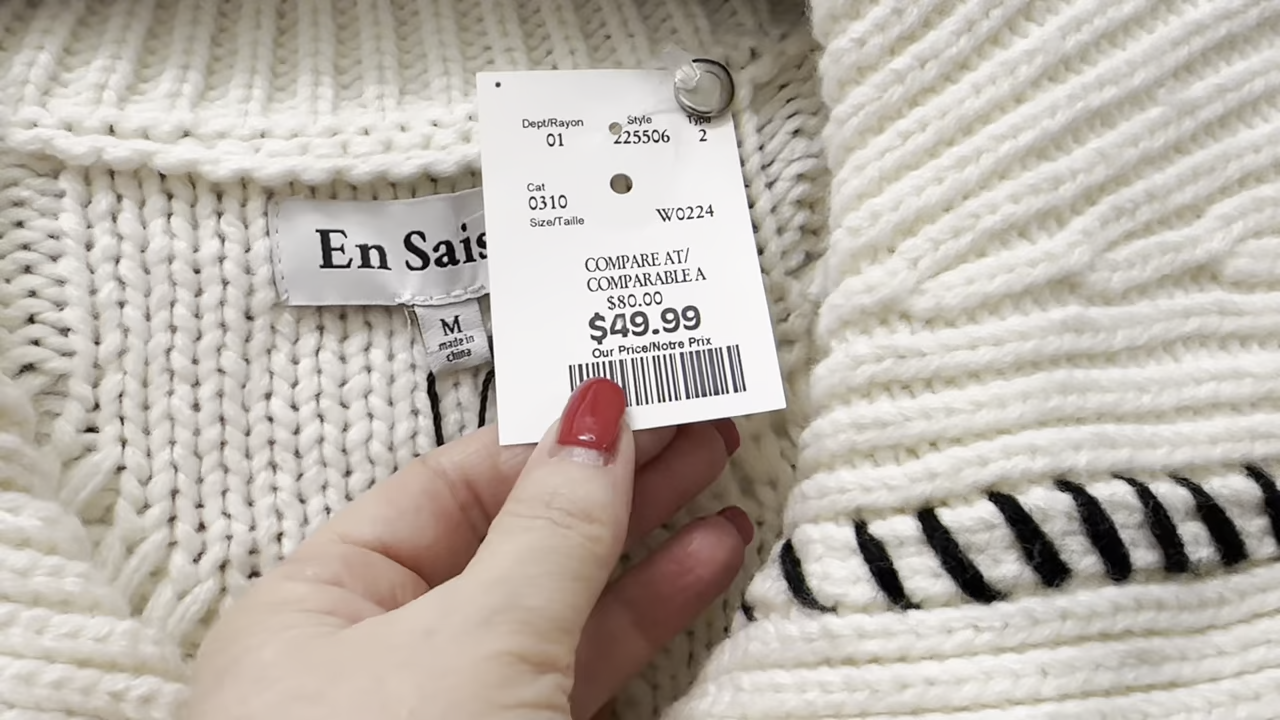 Dept/Rayon Style Type
01 225506 2
Cat
0310
Size/Taille W0224
COMPARE AT/
COMPARABLE A
$80.00
$49.99
Our Price/Notre Prix
En Sais
M
made in
china